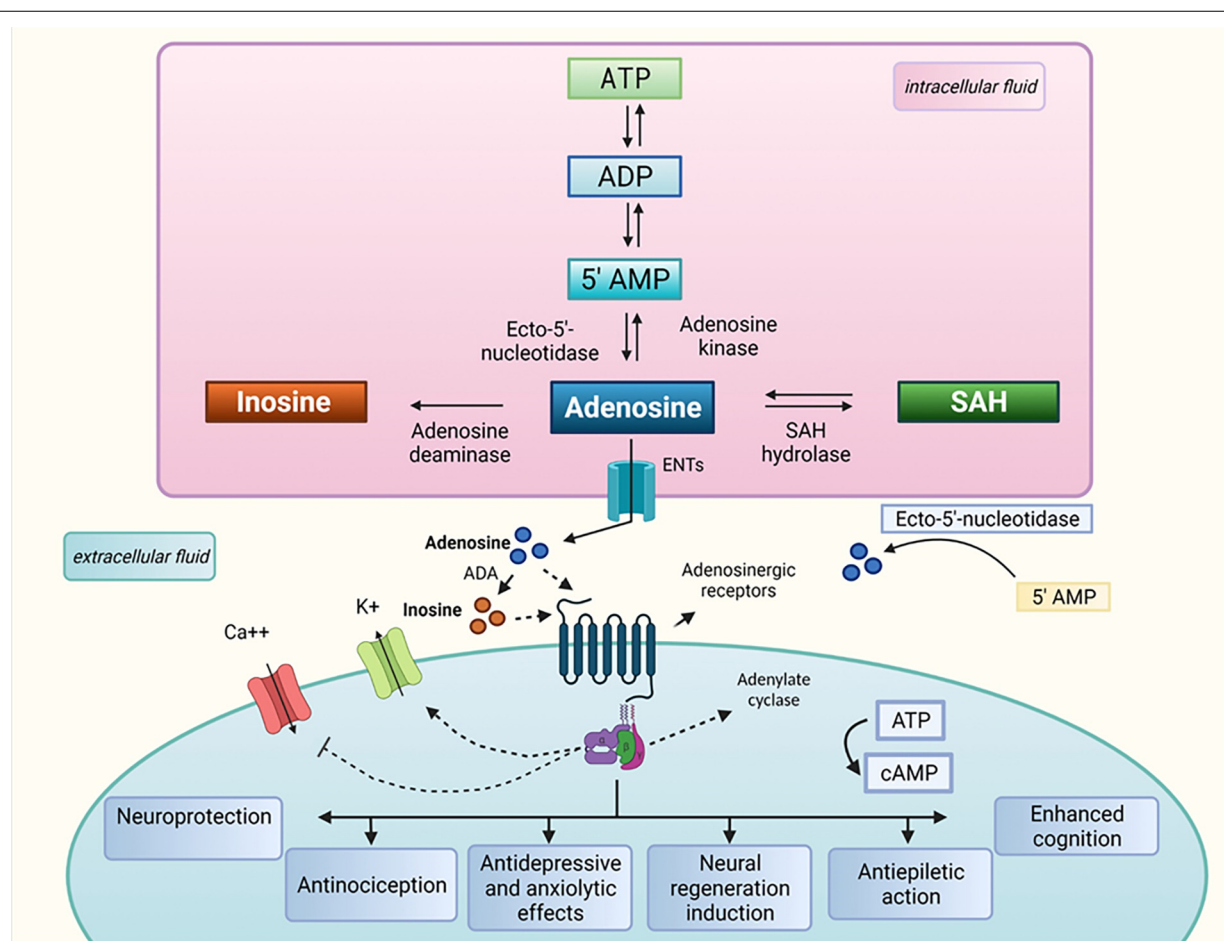 ATP
intracellular fluid
ADP
5' AMP
Ecto-5'-
nucleotidase
Adenosine
kinase
Inosine
Adenosine
SAH
Adenosine
deaminase
SAH
hydrolase
ENTs
Ecto-5'-nucleotidase
extracellular fluid
Adenosine
ADA
Adenosinergic
receptors
5' AMP
K+
Inosine
Ca++
Adenylate
cyclase
ATP
α
β
γ
cAMP
Neuroprotection
Enhanced
cognition
Antinociception
Antidepressive
and anxiolytic
effects
Neural
regeneration
induction
Antiepiletic
action